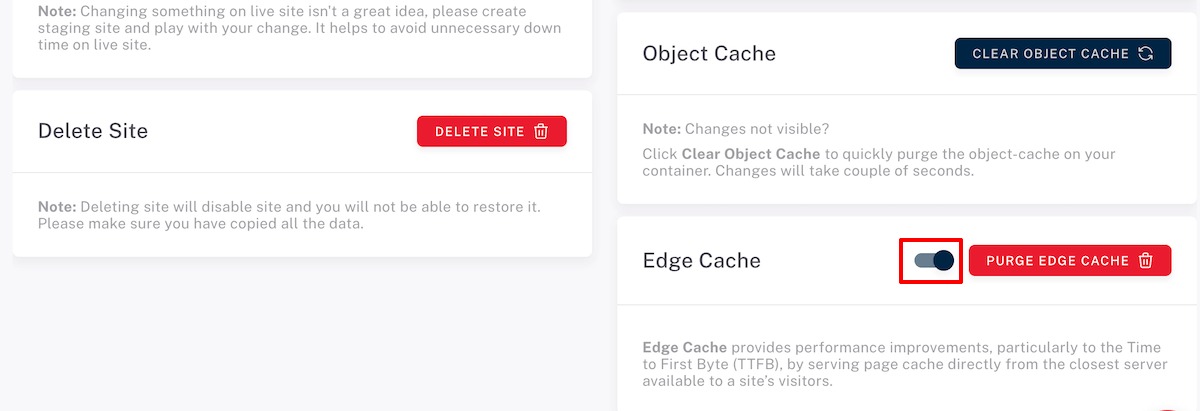 Note: Changing something on live site isn't a great idea, please create
staging site and play with your change. It helps to avoid unnecessary down
time on live site.
Delete Site
DELETE SITE
Note: Deleting site will disable site and you will not be able to restore it.
Please make sure you have copied all the data.
Object Cache
CLEAR OBJECT CACHE
Note: Changes not visible?
Click Clear Object Cache to quickly purge the object-cache on your
container. Changes will take couple of seconds.
Edge Cache
PURGE EDGE CACHE
Edge Cache provides performance improvements, particularly to the Time
to First Byte (TTFB), by serving page cache directly from the closest server
available to a site's visitors.